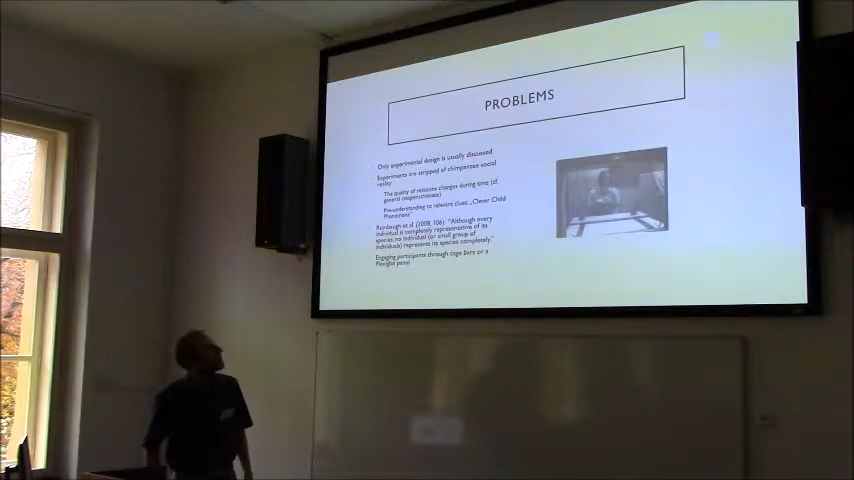 PROBLEMS
Only experimental design is usually discussed
Experiments are stripped of chimpanzee social
reality
The quality of relations changes during time (cf.
general cooperativeness)
Pre-understanding to relevant clues: „Clever Child
Phenomena"
Rumbaugh et al. (2008, 106): "Although every
individual is completely representative of its
species, no individual (or small group of
individuals) represents its species completely."
Engaging participants through cage bars or a
Plexiglas panel